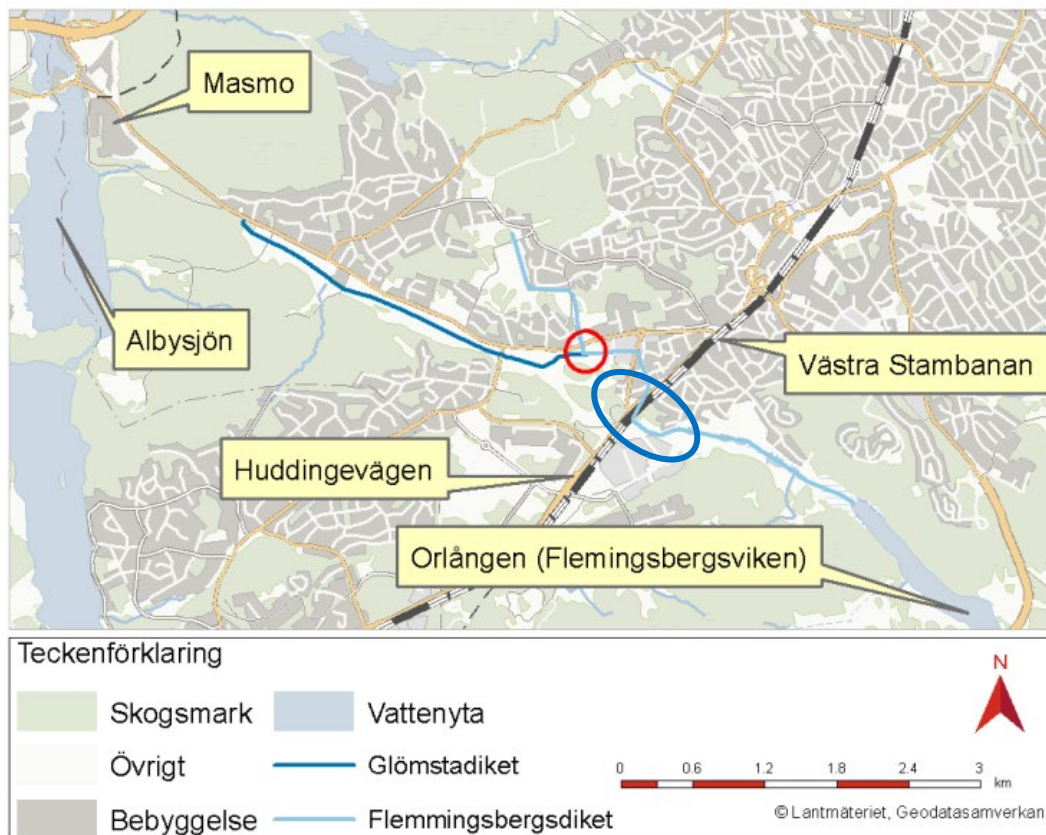 Masmo
Albysjön
Västra Stambanan
Huddingevägen
Orlången (Flemingsbergsviken)
Teckenförklaring
Skogsmark
Vattenyta
Övrigt
Glömstadiket
Bebyggelse
Flemmingsbergsdiket
N
0 0.6 1.2 1.8 2.4 3
km
© Lantmäteriet, Geodatasamverkan